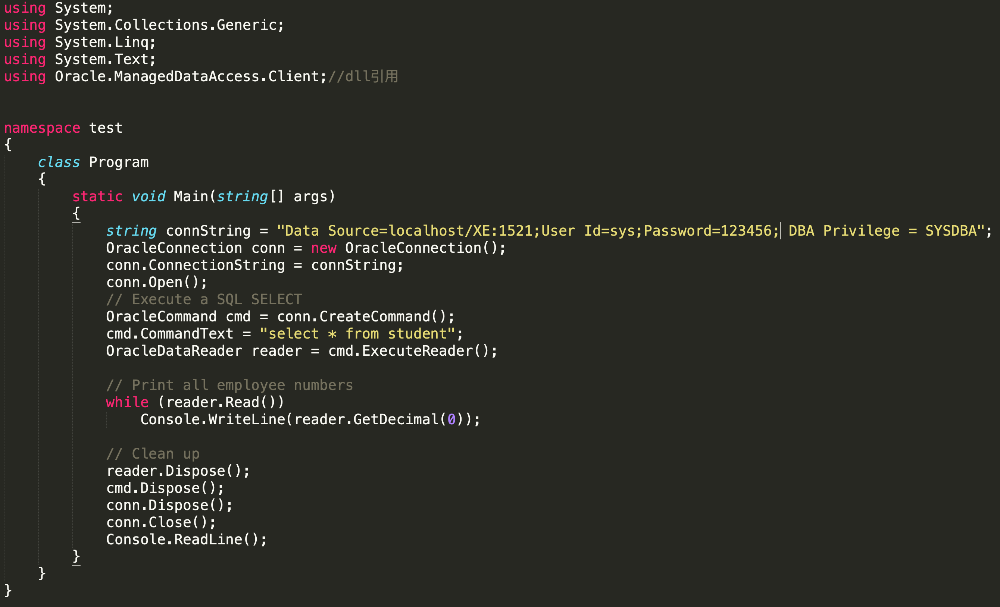 using System;
using System.Collections.Generic;
using System.Linq;
using System.Text;
using Oracle.ManagedDataAccess.Client;//dll引用
namespace test
{
    class Program
    {
        static void Main(string[] args)
        {
            string connString = "Data Source=localhost/XE:1521;User Id=sys;Password=123456; DBA Privilege = SYSDBA";
            OracleConnection conn = new OracleConnection();
            conn.ConnectionString = connString;
            conn.Open();
            // Execute a SQL SELECT
            OracleCommand cmd = conn.CreateCommand();
            cmd.CommandText = "select * from student";
            OracleDataReader reader = cmd.ExecuteReader();
            // Print all employee numbers
            while (reader.Read())
                Console.WriteLine(reader.GetDecimal(0));
            // Clean up
            reader.Dispose();
            cmd.Dispose();
            conn.Dispose();
            conn.Close();
            Console.ReadLine();
        }
    }
}